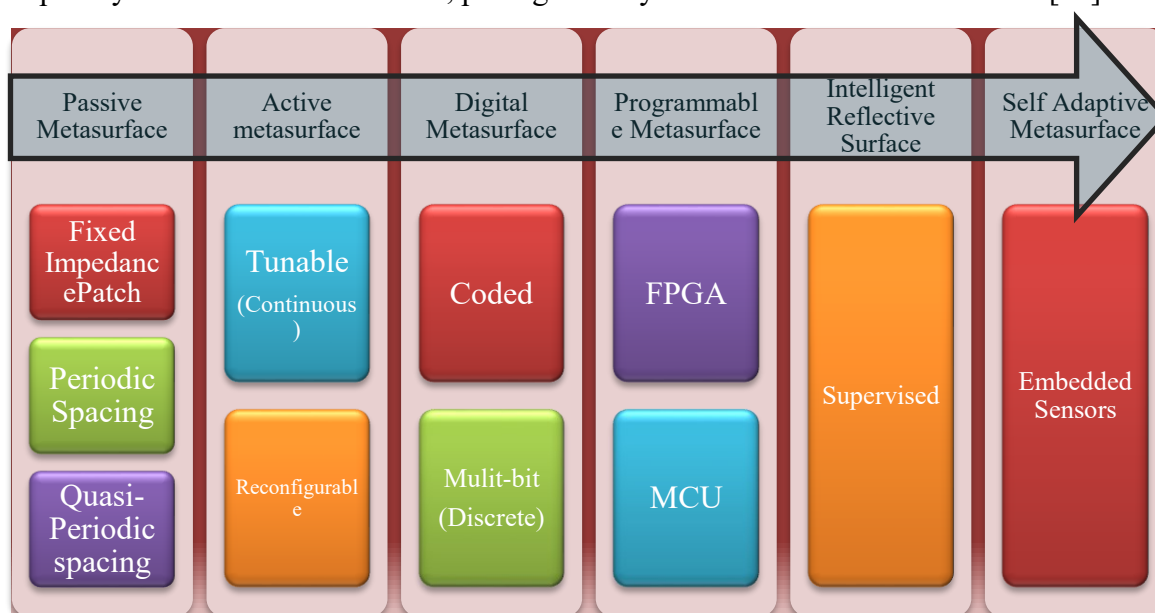 Passive
Metasurface
Active
metasurface
Digital
Metasurface
Programmabl
e Metasurface
Intelligent
Reflective
Surface
Self Adaptive
Metasurface
Fixed
Impedanc
ePatch
Periodic
Spacing
Quasi-
Periodic
spacing
Tunable
(Continuous
)
Reconfigurabl
e
Coded
Mulit-bit
(Discrete)
FPGA
MCU
Supervised
Embedded
Sensors